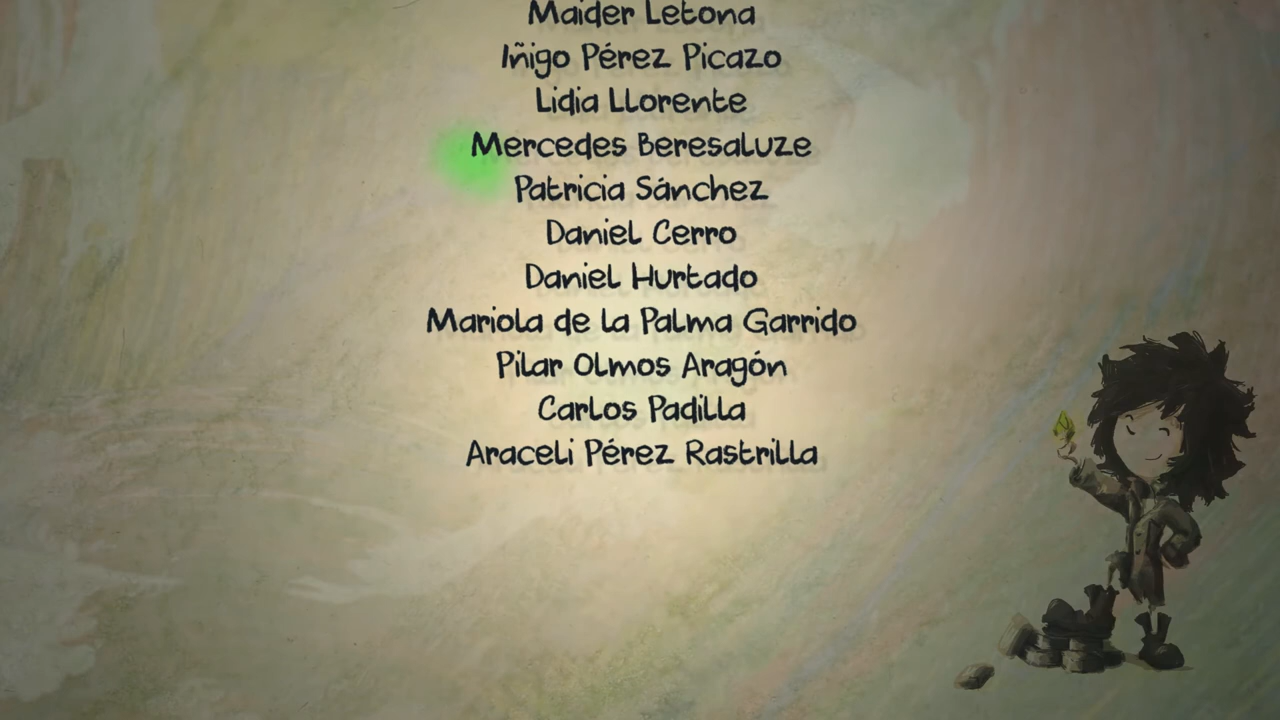 Maider Letona
Iñigo Pérez Picazo
Lidia Llorente
Mercedes Beresaluze
Patricia Sánchez
Daniel Cerro
Daniel Hurtado
Mariola de la Palma Garrido
Pilar Olmos Aragón
Carlos Padilla
Araceli Pérez Rastrilla